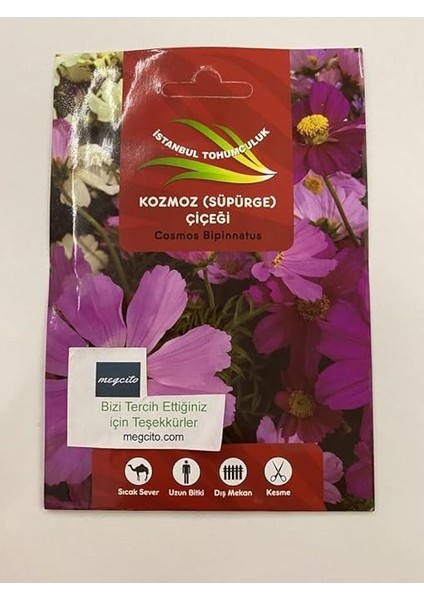 İSTANBUL TOHUMCULUK
KOZMOZ (SÜPÜRGE)
ÇİÇEĞİ
Cosmos Bipinnatus
megcito
Bizi Tercih Ettiğiniz
için Teşekkürler
megcito.com
Sıcak Sever
Uzun Bitki
Dış Mekan
Kesme